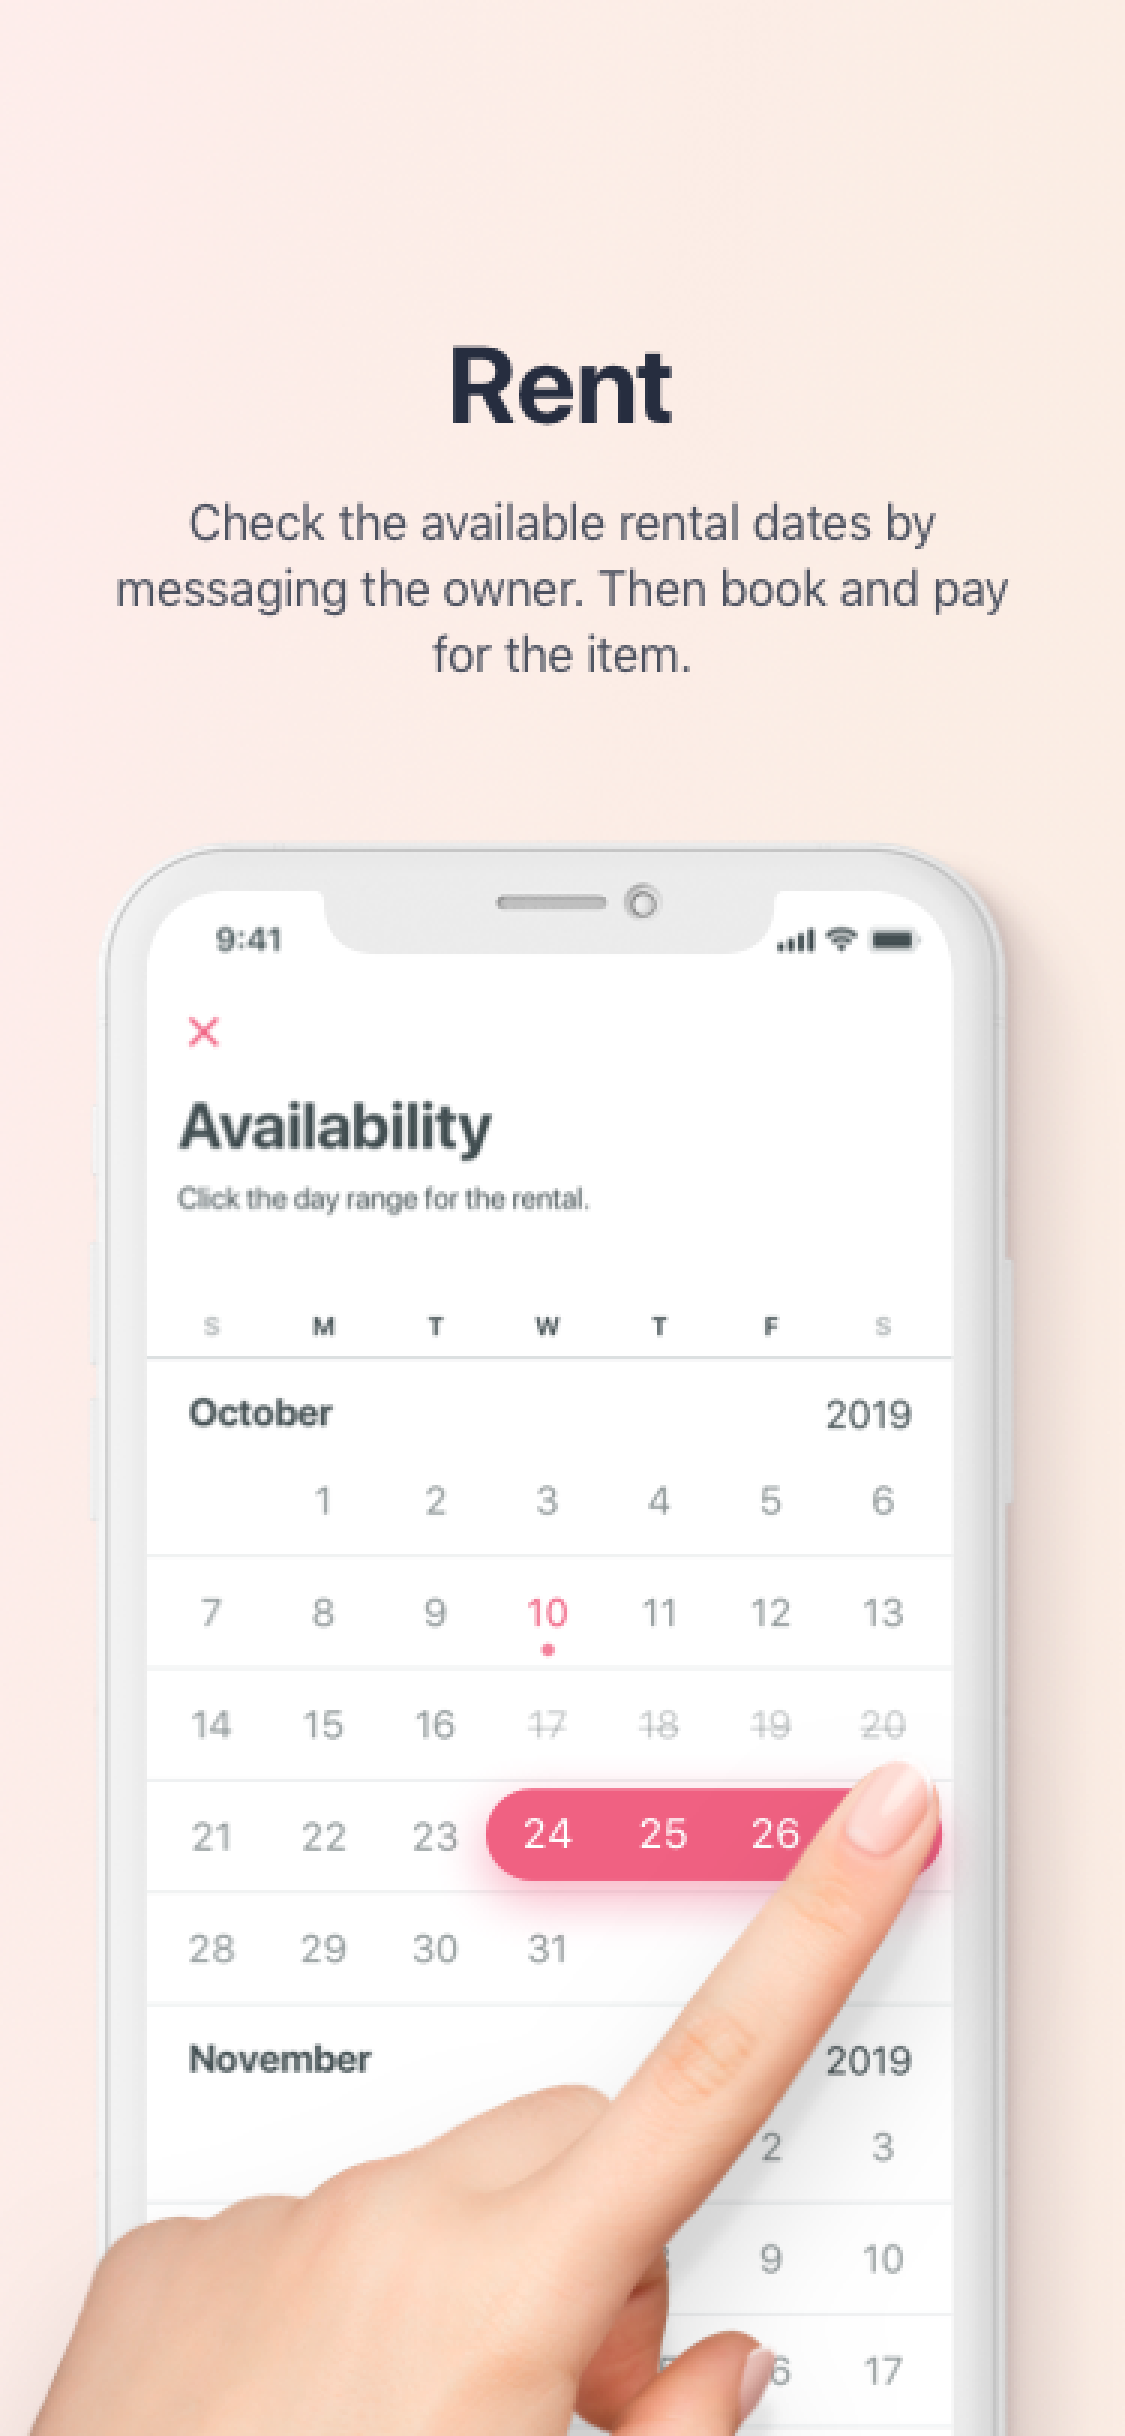 Rent
Check the available rental dates by
messaging the owner. Then book and pay
for the item.
9:41
Availability
Click the day range for the rental.
S M T W T F S
October 2019
1 2 3 4 5 6
7 8 9 10 11 12 13
14 15 16 17 18 19 20
21 22 23 24 25 26
28 29 30 31
November 2019
2 3
9 10
17